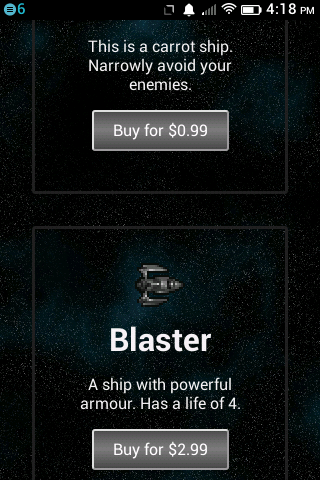 6
4:18 PM
This is a carrot ship.
Narrowly avoid your
enemies.
Buy for $0.99
Blaster
A ship with powerful
armour. Has a life of 4.
Buy for $2.99